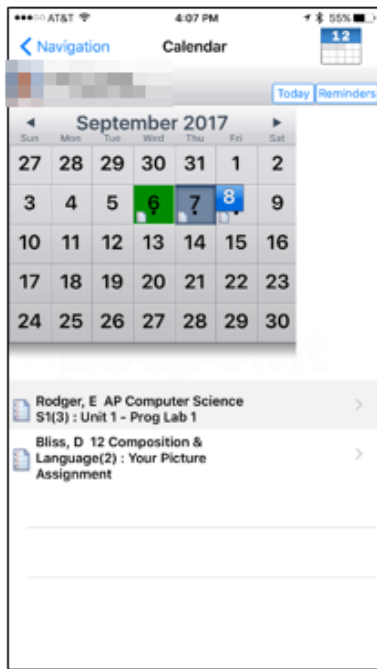 AT&T 4:07 PM 55%
Navigation Calendar 12
Today Reminders
September 2017
Sun Mon Tue Wed Thu Fri Sat
27 28 29 30 31 1 2
3 4 5 6 7 8 9
10 11 12 13 14 15 16
17 18 19 20 21 22 23
24 25 26 27 28 29 30
Rodger, E AP Computer Science
S1(3) : Unit 1 - Prog Lab 1
Bliss, D 12 Composition &
Language(2) : Your Picture
Assignment